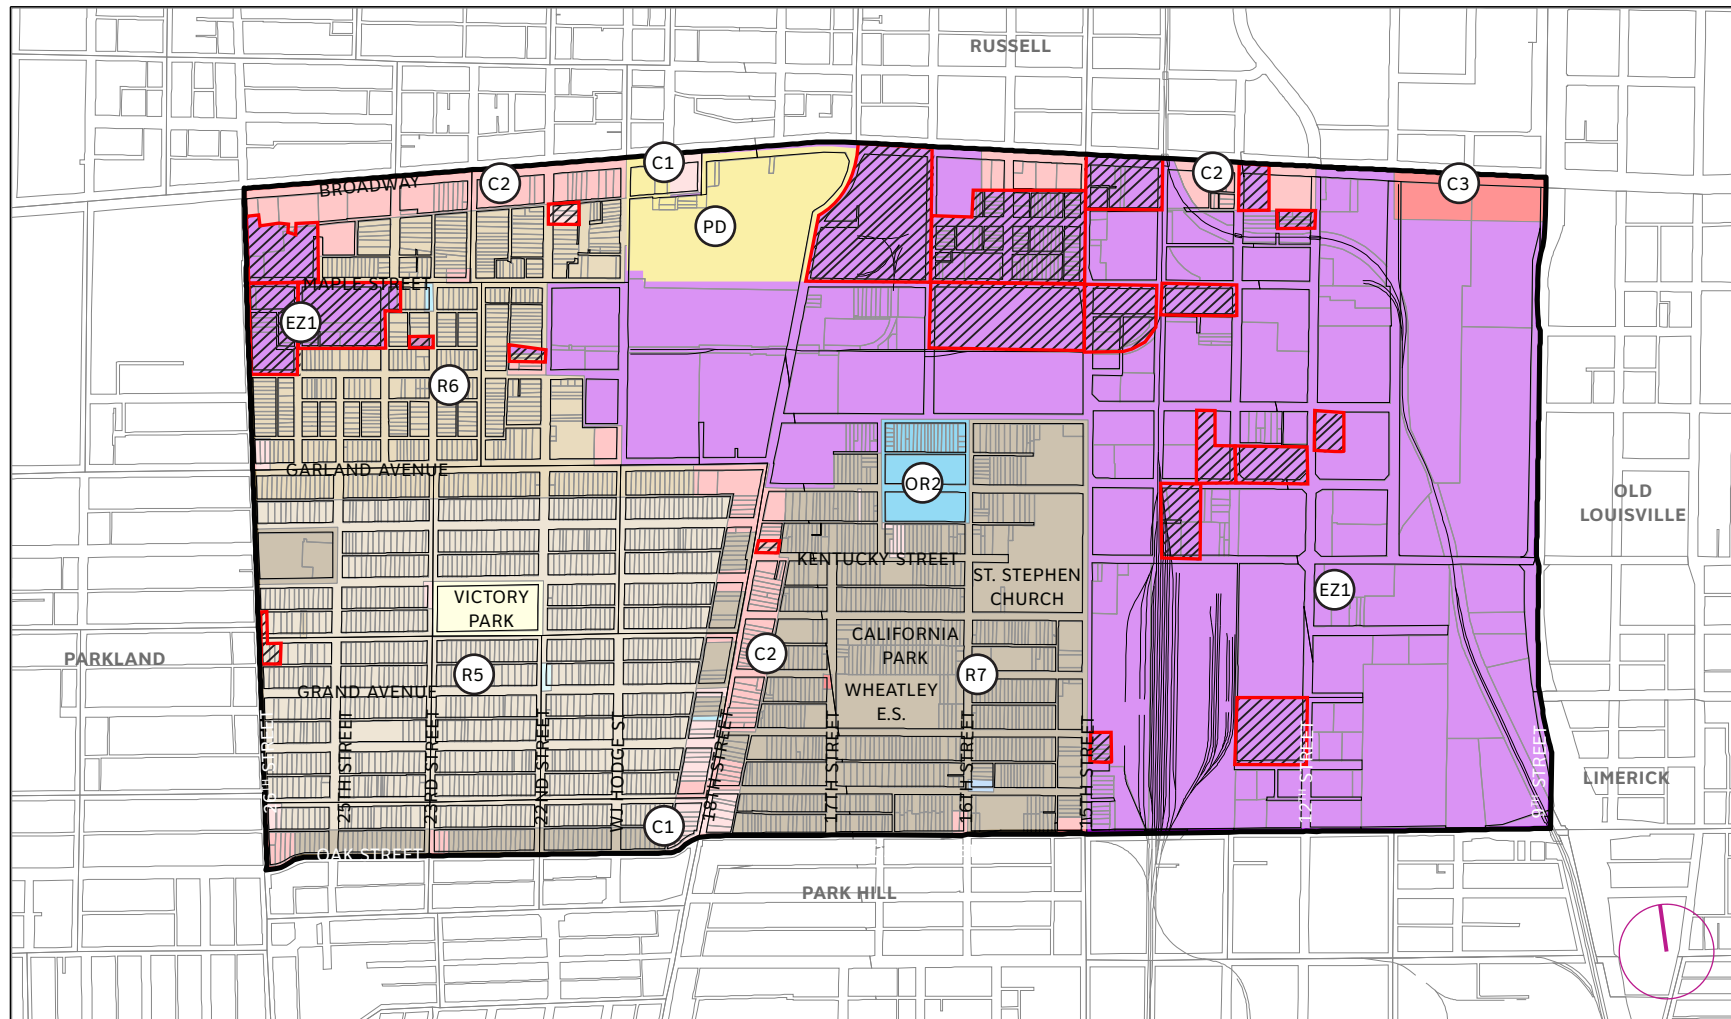 RUSSELL
C1
C2
C2
C3
BROADWAY
PD
MAPLE STREET
EZ1
R6
GARLAND AVENUE
OR2
OLD
LOUISVILLE
KENTUCKY STREET
ST. STEPHEN
CHURCH
EZ1
VICTORY
PARK
CALIFORNIA
PARK
PARKLAND
C2
R5
R7
GRAND AVENUE
WHEATLEY
E.S.
25TH STREET
23RD STREET
22ND STREET
W HODGE ST
18TH STREET
17TH STREET
16TH STREET
15TH STREET
12TH STREET
9TH STREET
LIMERICK
C1
OAK STREET
PARK HILL